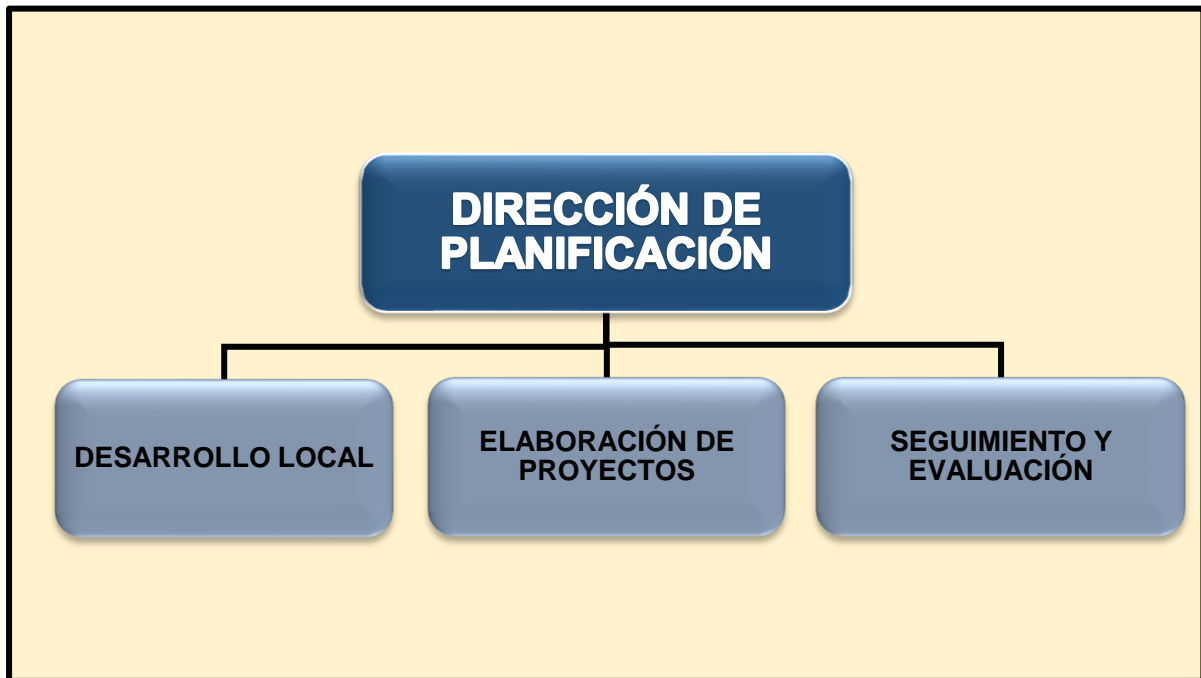 DIRECCIÓN DE
PLANIFICACIÓN
DESARROLLO LOCAL
ELABORACIÓN DE
PROYECTOS
SEGUIMIENTO Y
EVALUACIÓN